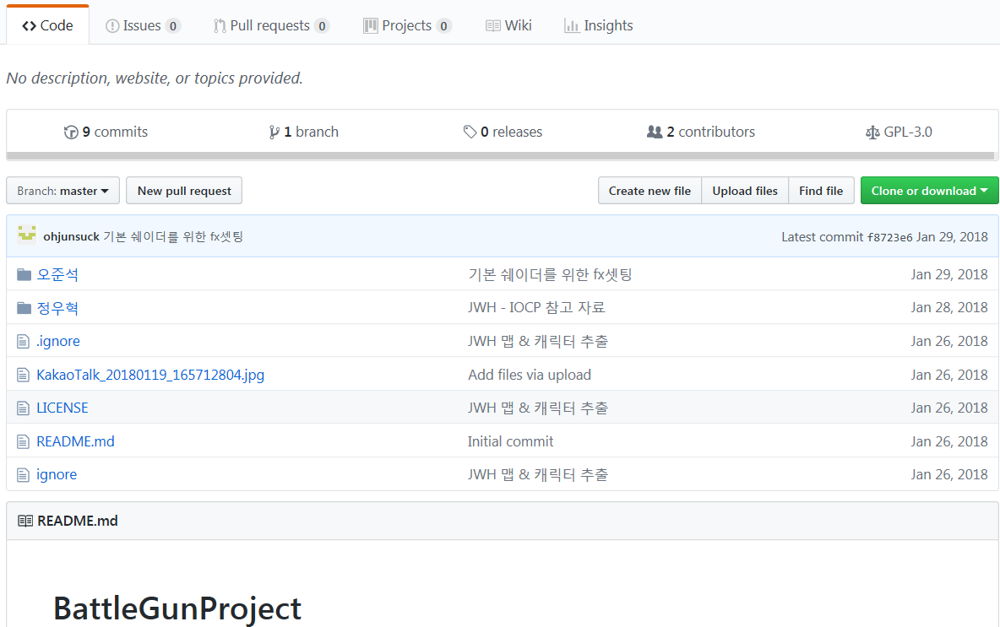 Code Issues 0 Pull requests 0 Projects 0 Wiki Insights
No description, website, or topics provided.
9 commits 1 branch 0 releases 2 contributors GPL-3.0
Branch: master New pull request Create new file Upload files Find file Clone or download
ohjunsuck 기본 쉐이더를 위한 fx셋팅 Latest commit f8723e6 Jan 29, 2018
오준석 기본 쉐이더를 위한 fx셋팅 Jan 29, 2018
정우혁 JWH - IOCP 참고 자료 Jan 28, 2018
.ignore JWH 맵 & 캐릭터 추출 Jan 26, 2018
KakaoTalk_20180119_165712804.jpg Add files via upload Jan 26, 2018
LICENSE JWH 맵 & 캐릭터 추출 Jan 26, 2018
README.md Initial commit Jan 26, 2018
ignore JWH 맵 & 캐릭터 추출 Jan 26, 2018
README.md
BattleGunProject